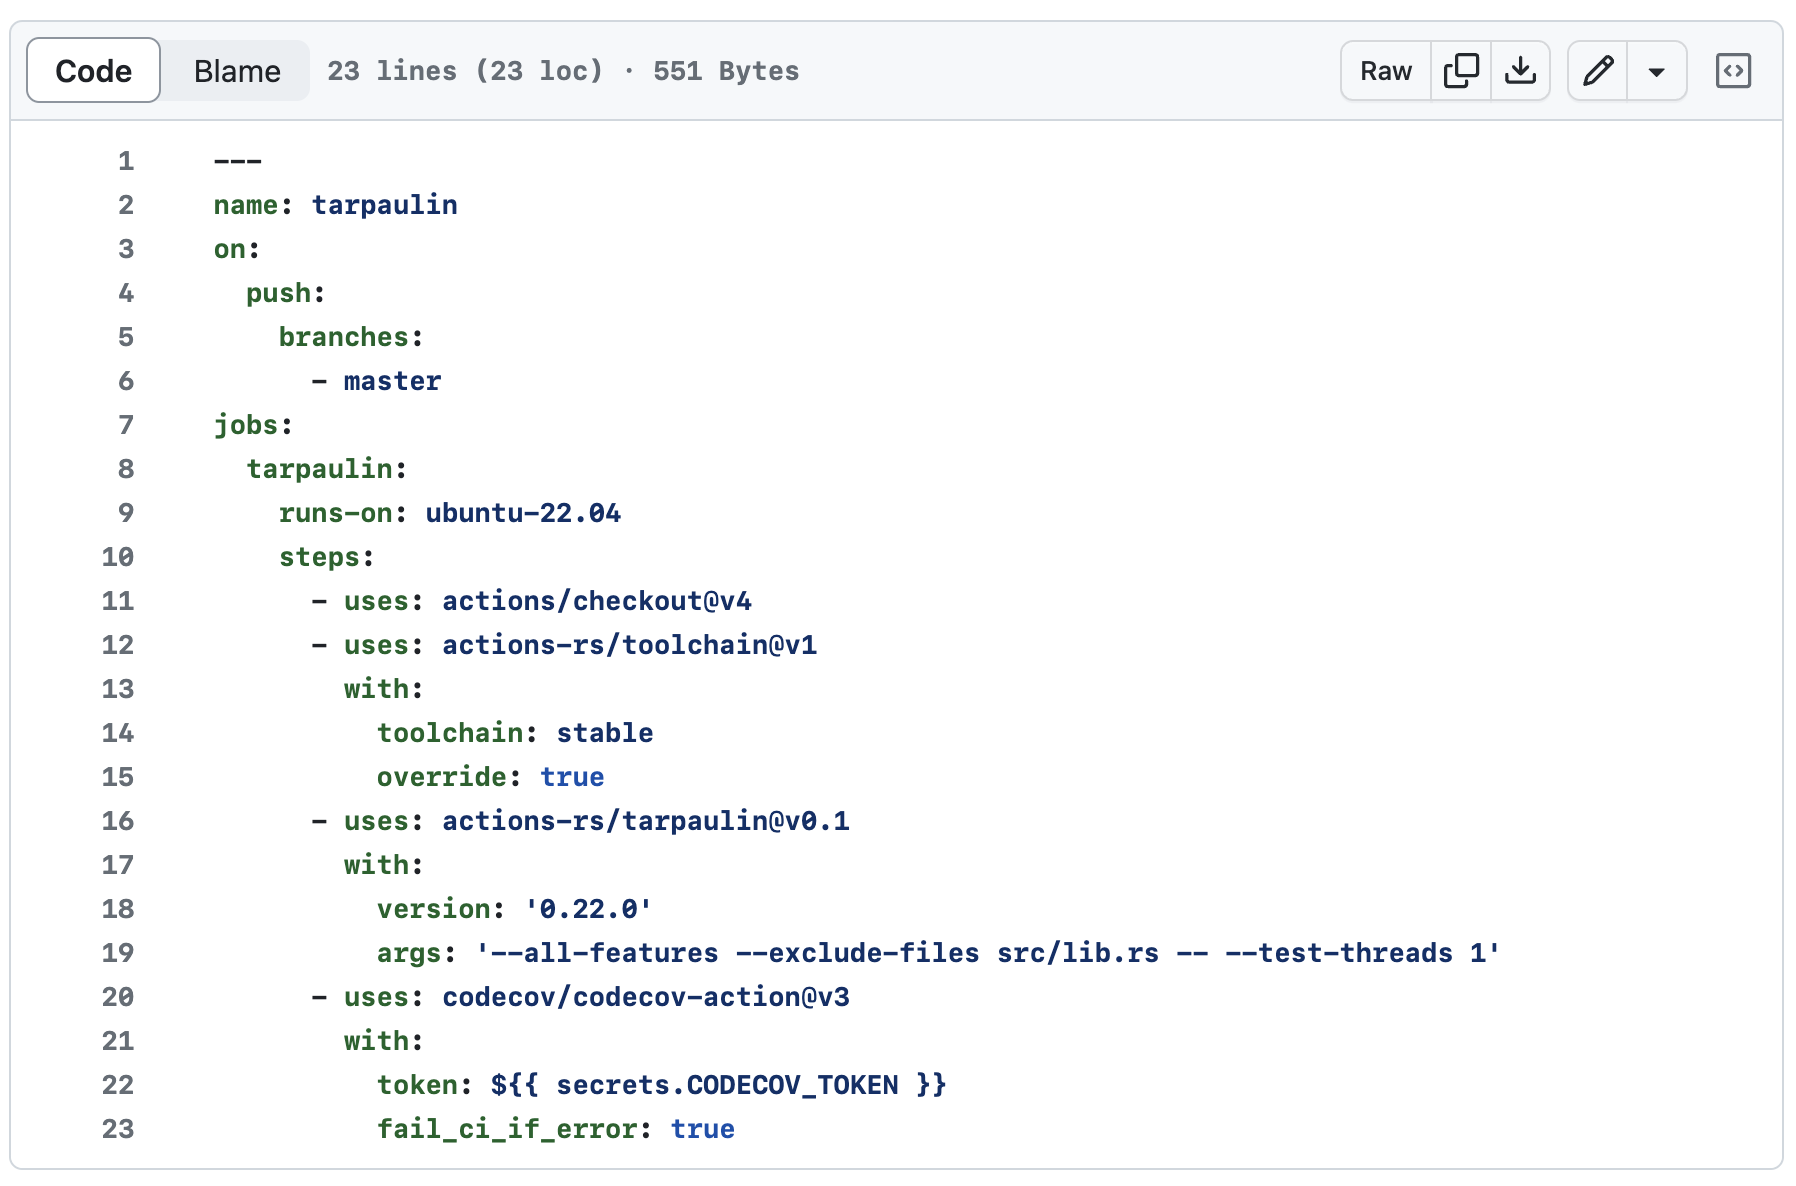 Code Blame 23 lines (23 loc) · 551 Bytes Raw
1 ---
2 name: tarpaulin
3 on:
4   push:
5     branches:
6       - master
7 jobs:
8   tarpaulin:
9     runs-on: ubuntu-22.04
10     steps:
11       - uses: actions/checkout@v4
12       - uses: actions-rs/toolchain@v1
13         with:
14           toolchain: stable
15           override: true
16       - uses: actions-rs/tarpaulin@v0.1
17         with:
18           version: '0.22.0'
19           args: '--all-features --exclude-files src/lib.rs -- --test-threads 1'
20       - uses: codecov/codecov-action@v3
21         with:
22           token: ${{ secrets.CODECOV_TOKEN }}
23           fail_ci_if_error: true